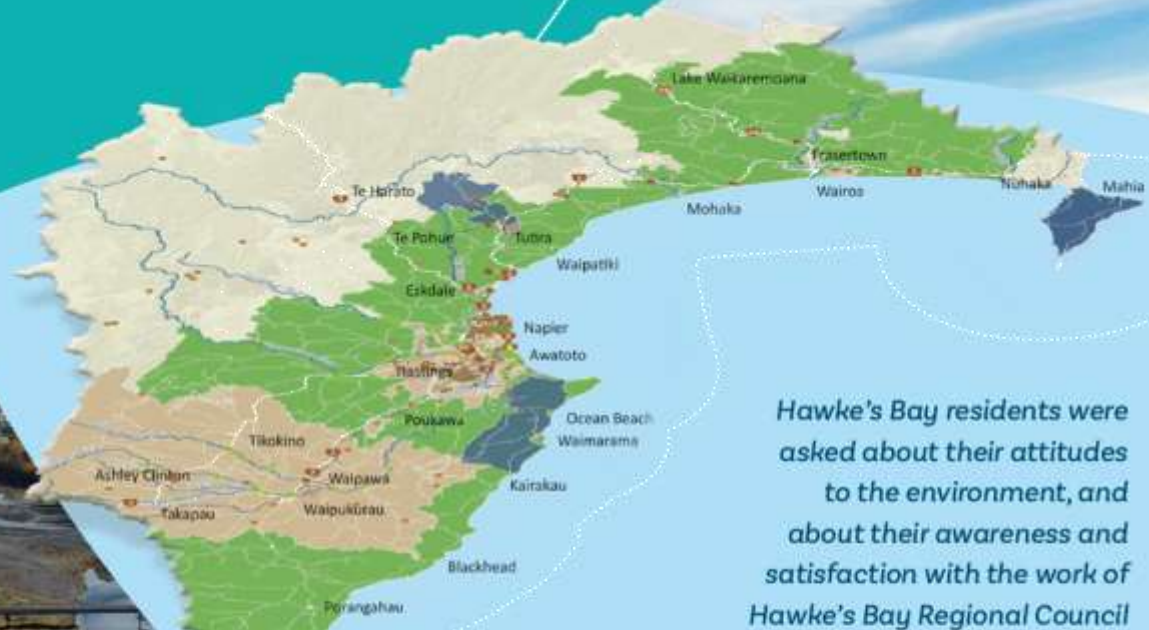 Lake Waikaremoana
Frasertown
Nuhaka
Mahia
Te Harato
Wairoa
Mohaka
Te Pohue
Tutira
Waipatiki
Eskdale
Napier
Awatoto
Hastings
Poukawa
Ocean Beach
Waimarama
Tikokino
Ashley Clinton
Waipawa
Kairakau
Takapau
Waipukūrau
Blackhead
Porangahau
Hawke's Bay residents were
asked about their attitudes
to the environment, and
about their awareness and
satisfaction with the work of
Hawke's Bay Regional Council